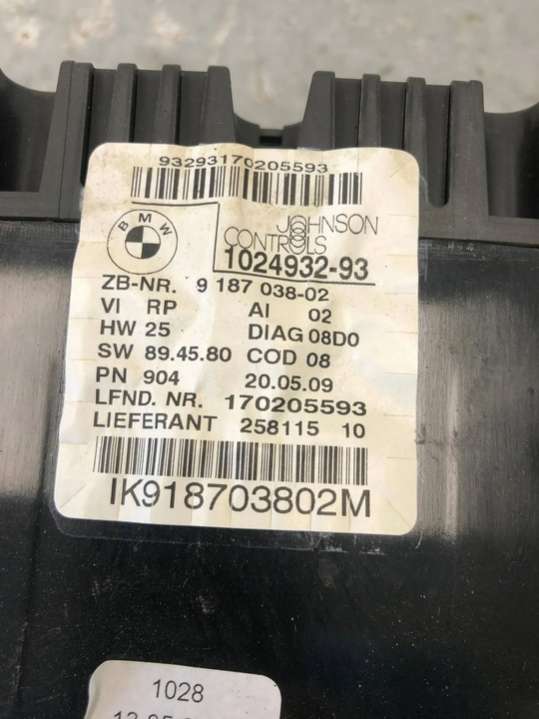 93293170205593
BMW
JOHNSON
CONTROLS
1024932-93
ZB-NR. 9 187 038-02
VI RP AI 02
HW 25 DIAG 08D0
SW 89.45.80 COD 08
PN 904 20.05.09
LFND. NR. 170205593
LIEFERANT 258115 10
IK918703802M
1028